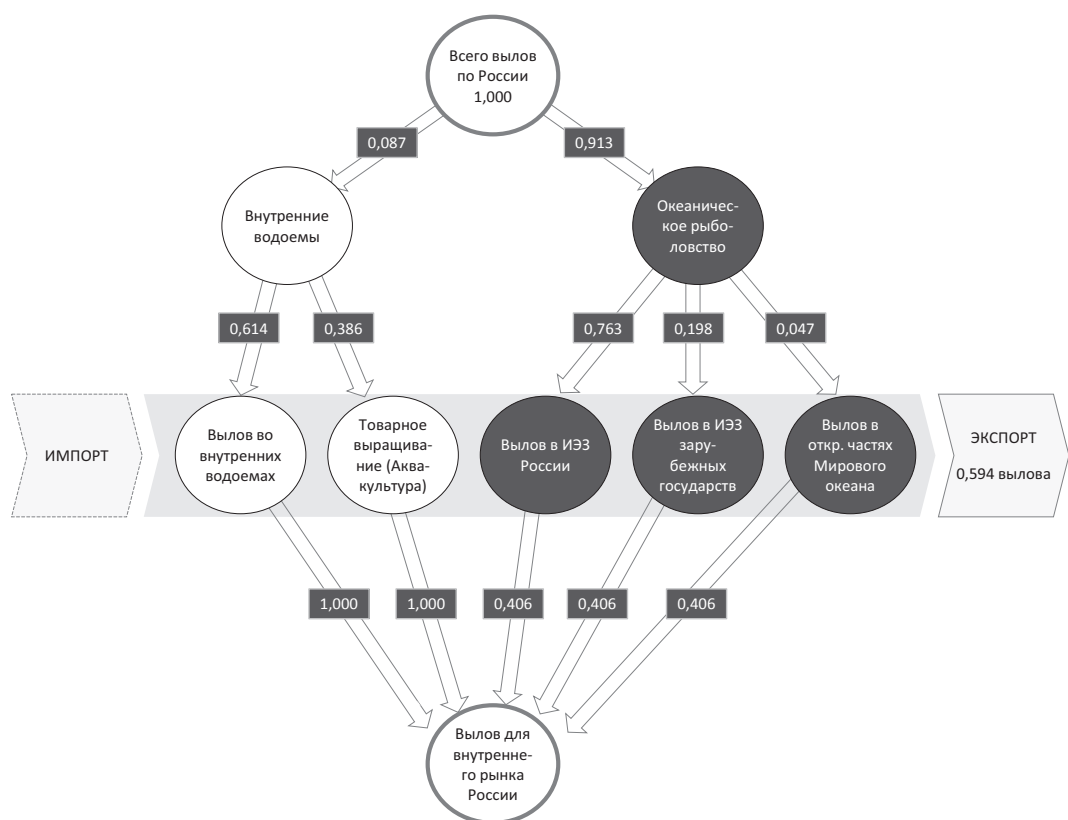 Всего вылов
по России
1,000
0,087
0,913
Внутренние
водоемы
Океаничес-
кое рыбо-
ловство
0,614
0,386
0,763
0,198
0,047
ИМПОРТ
Вылов во
внутренних
водоемах
Товарное
выращива-
ние (Аква-
культура)
Вылов в ИЭЗ
России
Вылов в ИЭЗ
зару-
бежных
государств
Вылов в
откр. частях
Мирового
океана
ЭКСПОРТ
0,594 вылова
1,000
1,000
0,406
0,406
0,406
Вылов для
внутренне-
го рынка
России